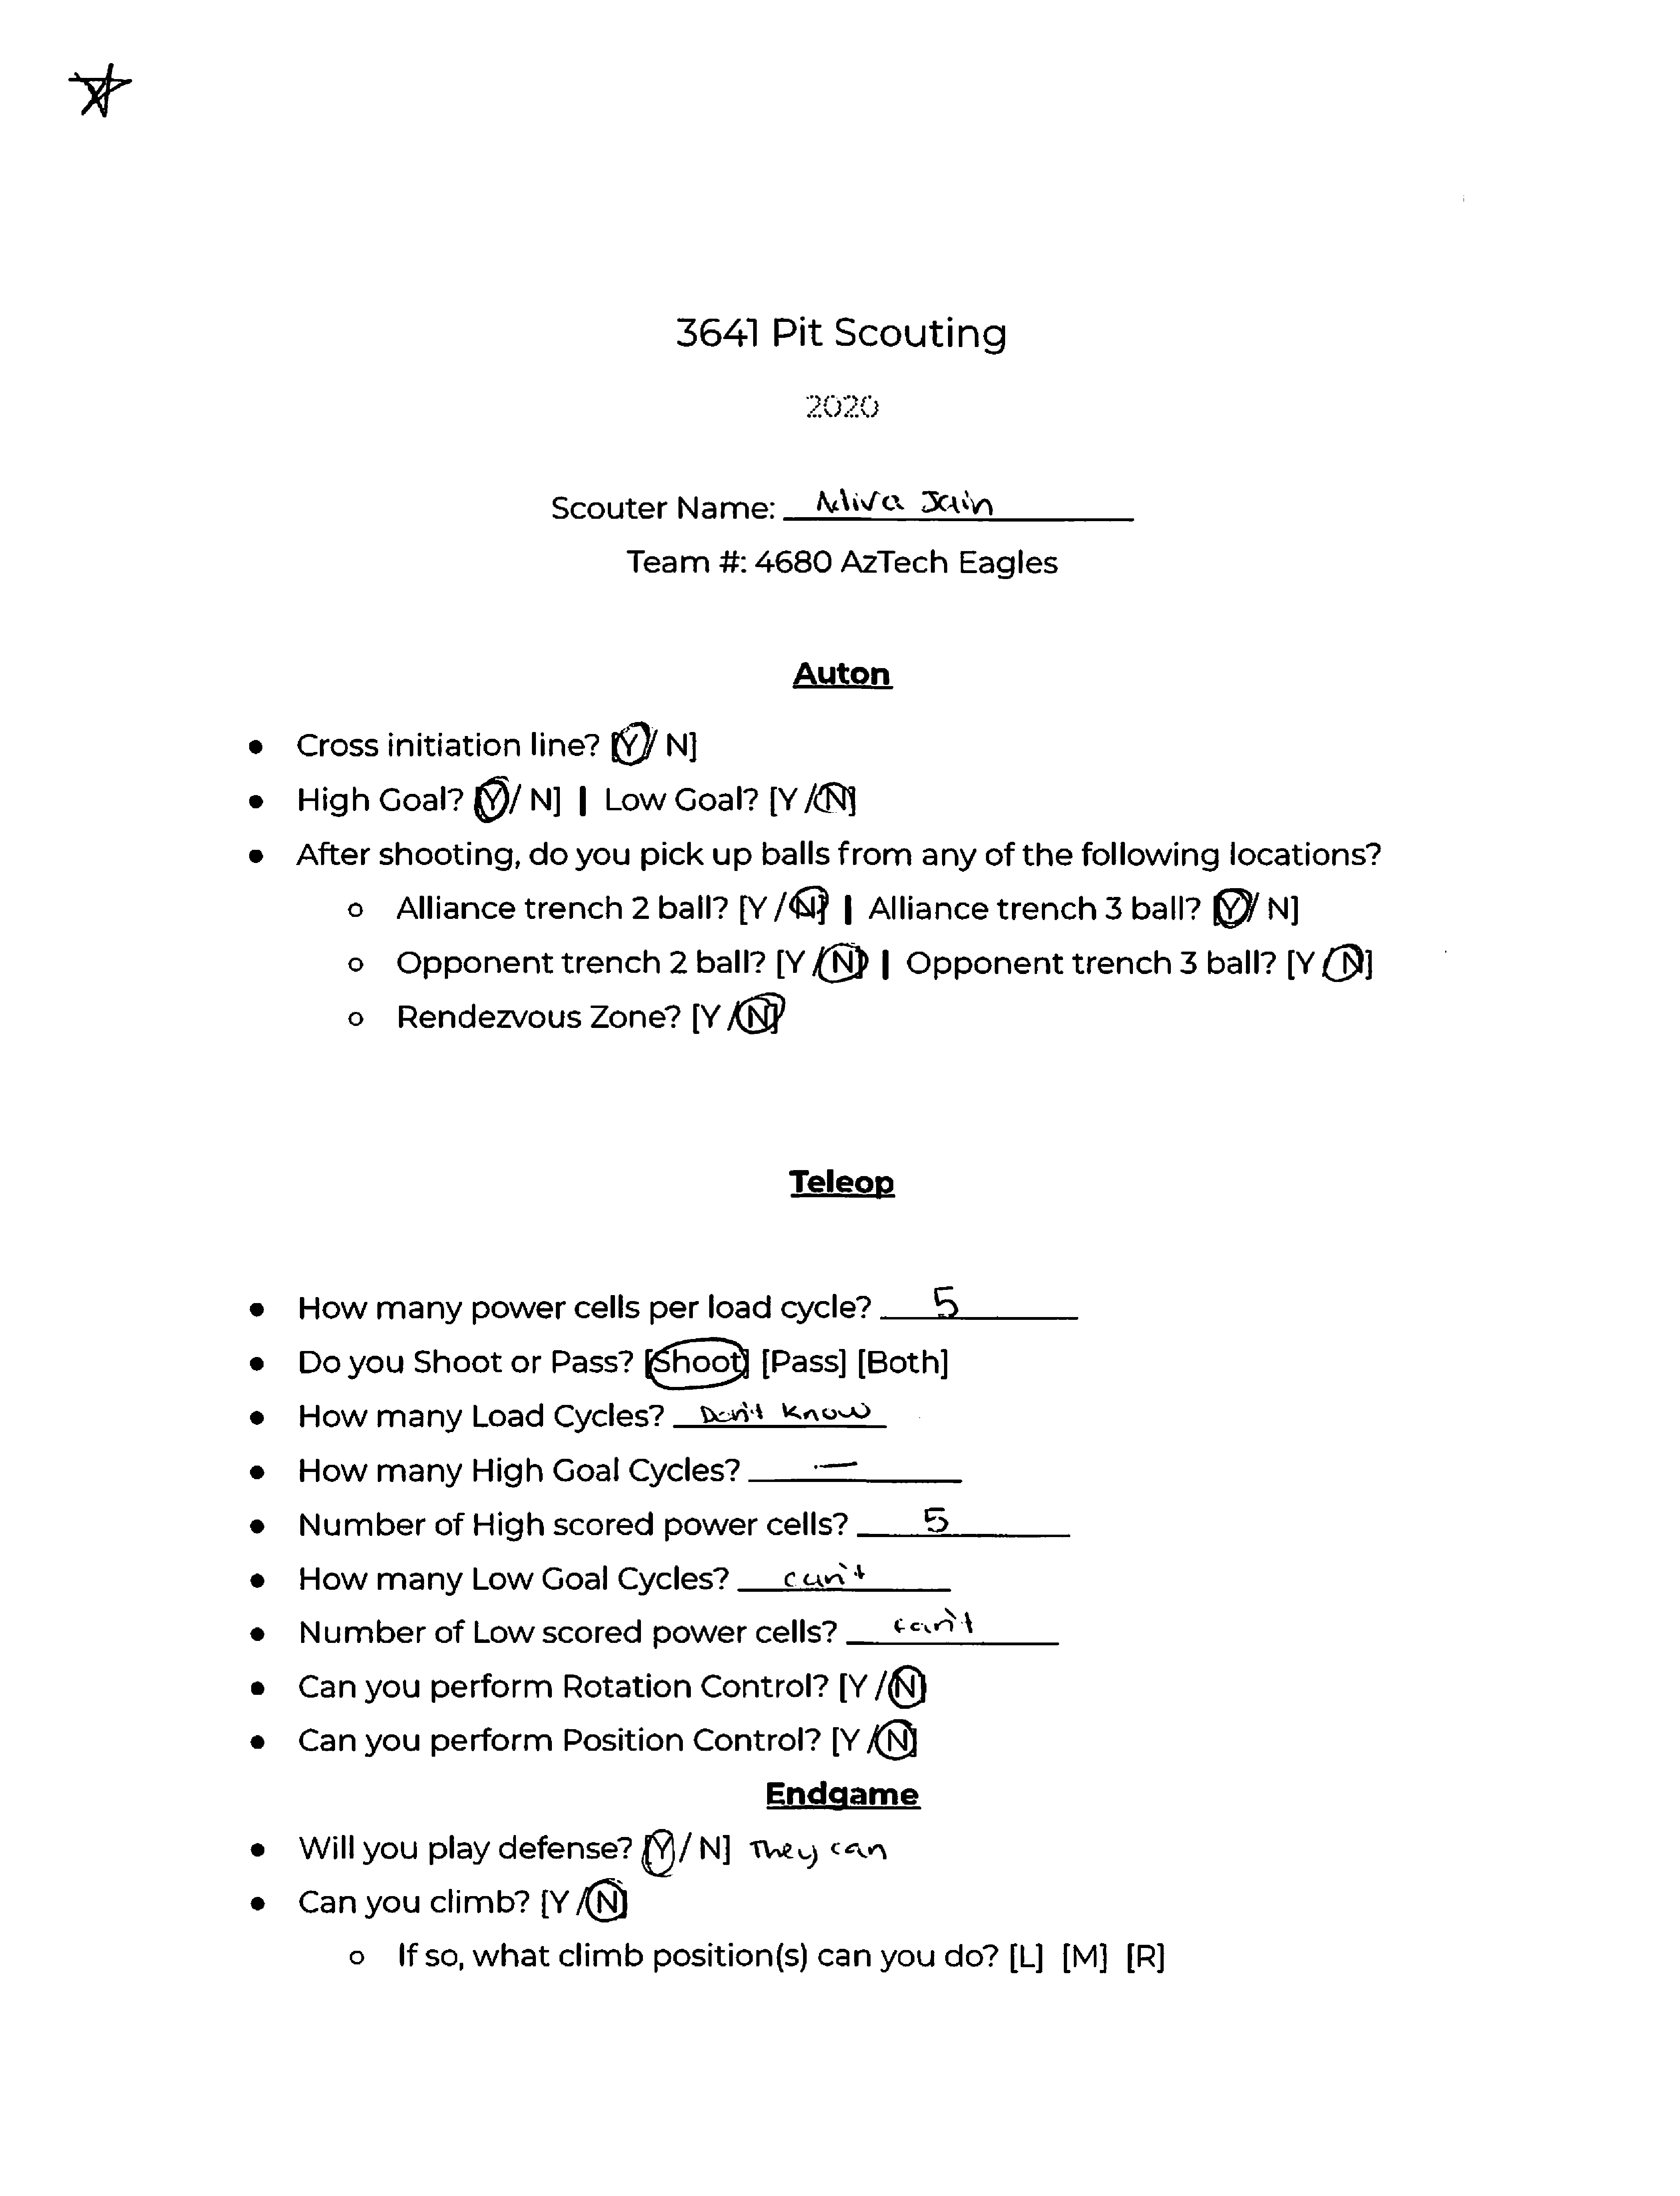 3641 Pit Scouting
2020
Scouter Name: Jain
Team #: 4680 AzTech Eagles
Auton
● Cross initiation line? [Y / N]
● High Goal? [Y / N] | Low Goal? [Y / N]
● After shooting, do you pick up balls from any of the following locations?
○ Alliance trench 2 ball? [Y / N] | Alliance trench 3 ball? [Y / N]
○ Opponent trench 2 ball? [Y / N] | Opponent trench 3 ball? [Y / N]
○ Rendezvous Zone? [Y / N]
Teleop
● How many power cells per load cycle? 5
● Do you Shoot or Pass? [Shoot] [Pass] [Both]
● How many Load Cycles? Don't know
● How many High Goal Cycles? —
● Number of High scored power cells? 5
● How many Low Goal Cycles? can't
● Number of Low scored power cells? can't
● Can you perform Rotation Control? [Y / N]
● Can you perform Position Control? [Y / N]
Endgame
● Will you play defense? [Y / N] They can
● Can you climb? [Y / N]
○ If so, what climb position(s) can you do? [L] [M] [R]